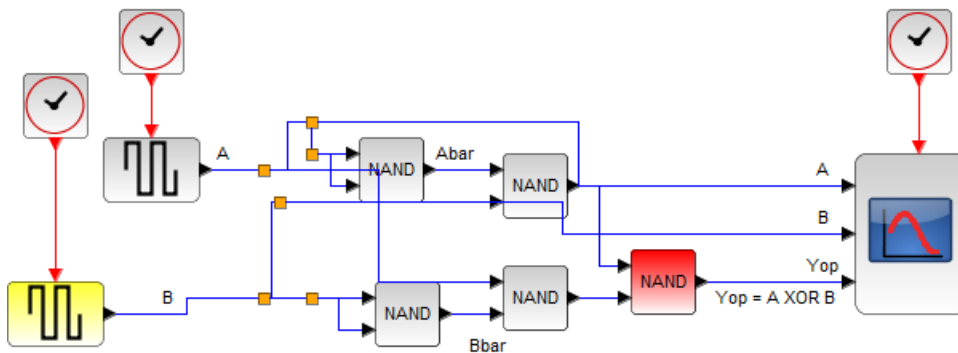 A
NAND
Abar
NAND
A
B
B
NAND
NAND
Bbar
NAND
Yop
Yop = A XOR B